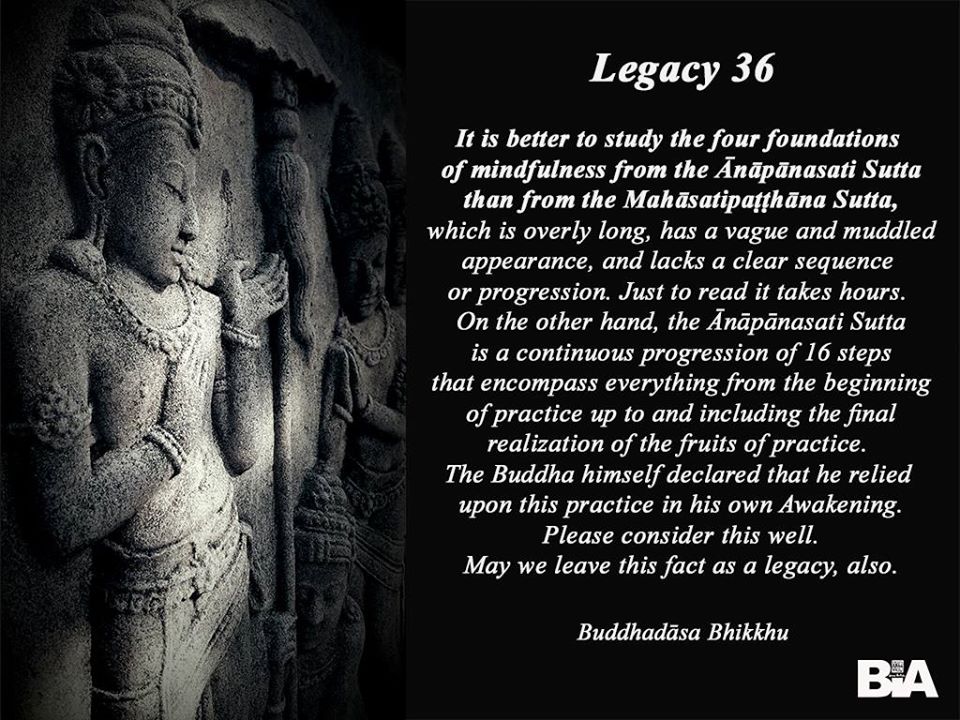 Legacy 36
It is better to study the four foundations
of mindfulness from the Ānāpānasati Sutta
than from the Mahāsatipaṭṭhāna Sutta,
which is overly long, has a vague and muddled
appearance, and lacks a clear sequence
or progression. Just to read it takes hours.
On the other hand, the Ānāpānasati Sutta
is a continuous progression of 16 steps
that encompass everything from the beginning
of practice up to and including the final
realization of the fruits of practice.
The Buddha himself declared that he relied
upon this practice in his own Awakening.
Please consider this well.
May we leave this fact as a legacy, also.
Buddhadāsa Bhikkhu
BIA